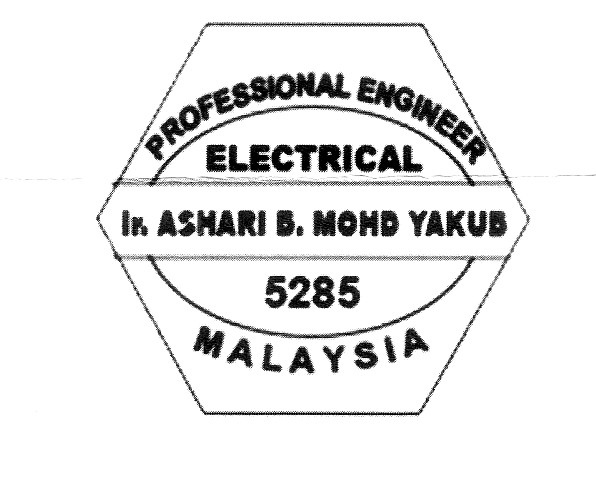 PROFESSIONAL ENGINEER
ELECTRICAL
Ir. ASHARI B. MOHD YAKUB
5285
MALAYSIA